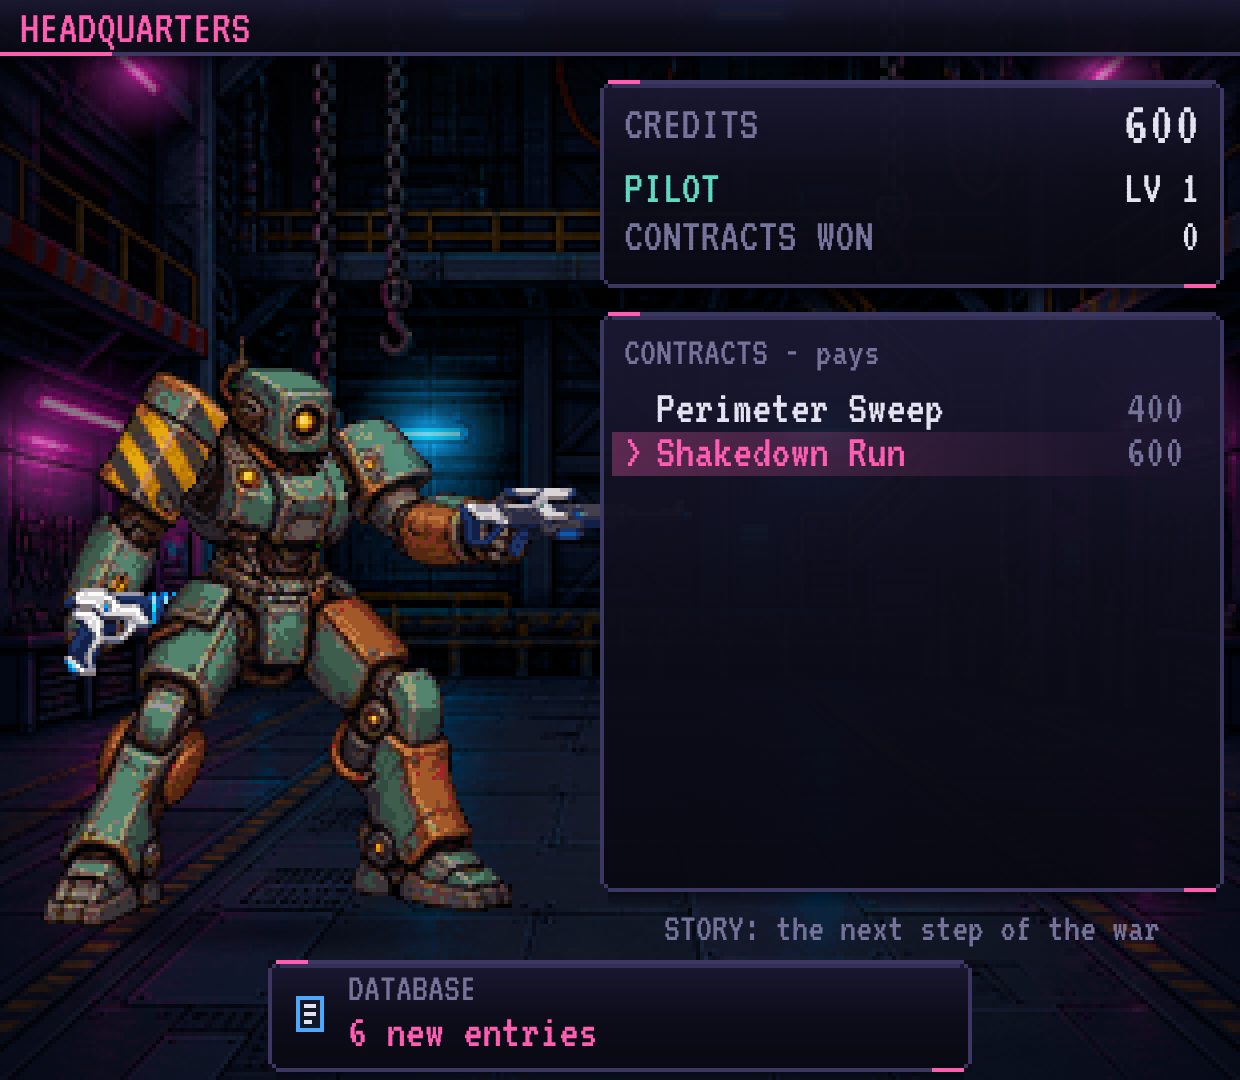 HEADQUARTERS
CREDITS 600
PILOT LV 1
CONTRACTS WON 0
CONTRACTS - pays
Perimeter Sweep 400
> Shakedown Run 600
STORY: the next step of the war
DATABASE
6 new entries